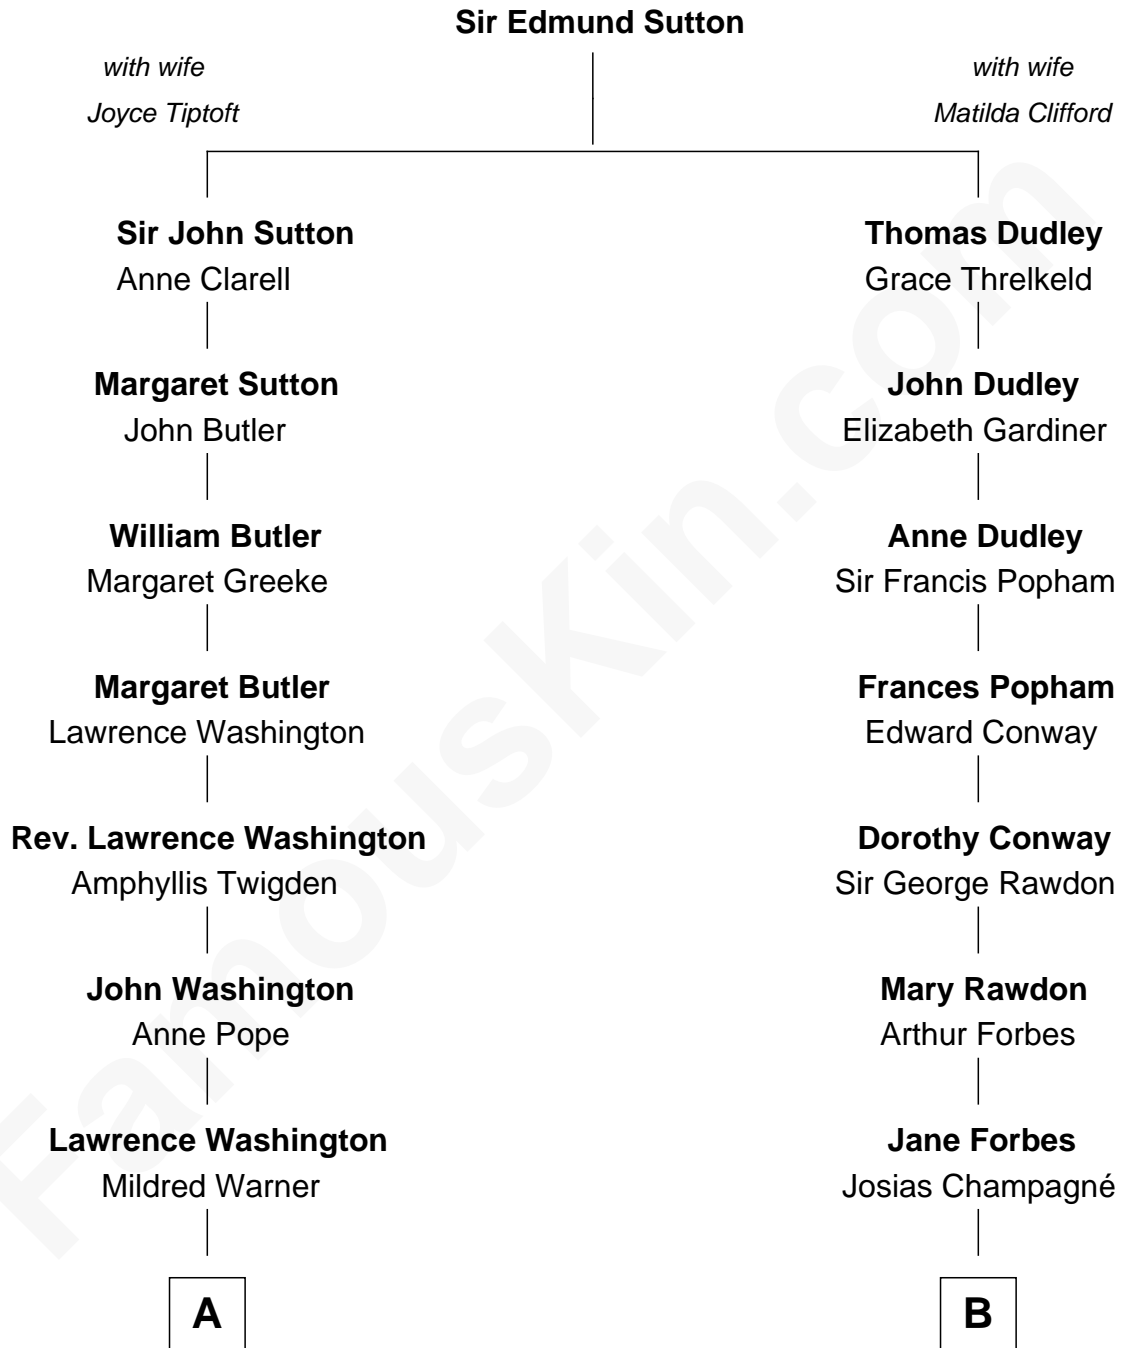 Sir Edmund Sutton
with wife
Joyce Tiptoft
with wife
Matilda Clifford
Sir John Sutton
Anne Clarell
Thomas Dudley
Grace Threlkeld
Margaret Sutton
John Butler
John Dudley
Elizabeth Gardiner
William Butler
Margaret Greeke
Anne Dudley
Sir Francis Popham
Margaret Butler
Lawrence Washington
Frances Popham
Edward Conway
Rev. Lawrence Washington
Amphyllis Twigden
Dorothy Conway
Sir George Rawdon
John Washington
Anne Pope
Mary Rawdon
Arthur Forbes
Lawrence Washington
Mildred Warner
Jane Forbes
Josias Champagné
A
B
FamousKin.com